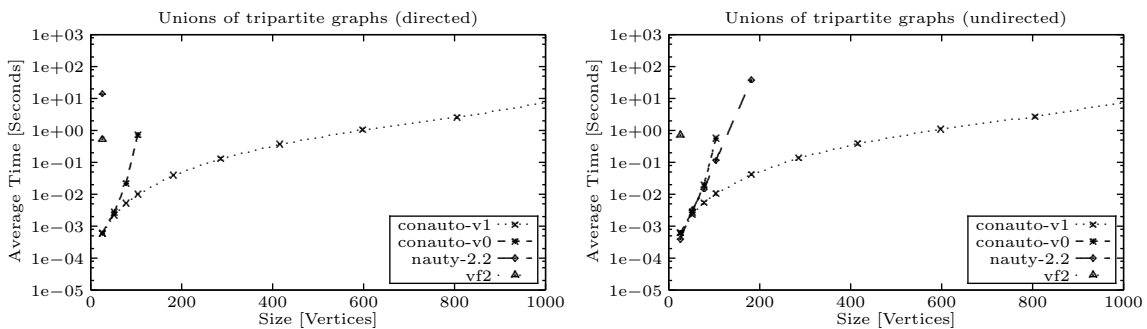 Unions of tripartite graphs (directed)
Average Time [Seconds]
1e+03
1e+02
1e+01
1e+00
1e-01
1e-02
1e-03
1e-04
1e-05
0
200
400
600
800
1000
Size [Vertices]
conauto-v1
conauto-v0
nauty-2.2
vf2
Unions of tripartite graphs (undirected)
Average Time [Seconds]
1e+03
1e+02
1e+01
1e+00
1e-01
1e-02
1e-03
1e-04
1e-05
0
200
400
600
800
1000
Size [Vertices]
conauto-v1
conauto-v0
nauty-2.2
vf2